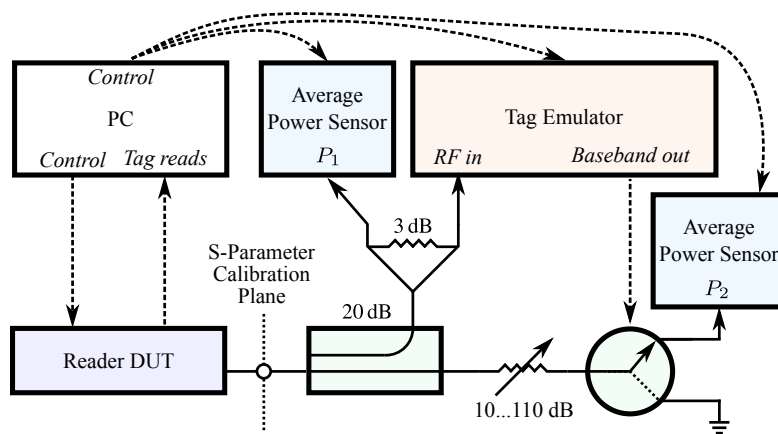 Control
PC
Control Tag reads
Average
Power Sensor
P₁
Tag Emulator
RF in
Baseband out
Average
Power Sensor
P₂
3 dB
S-Parameter
Calibration
Plane
20 dB
Reader DUT
10...110 dB